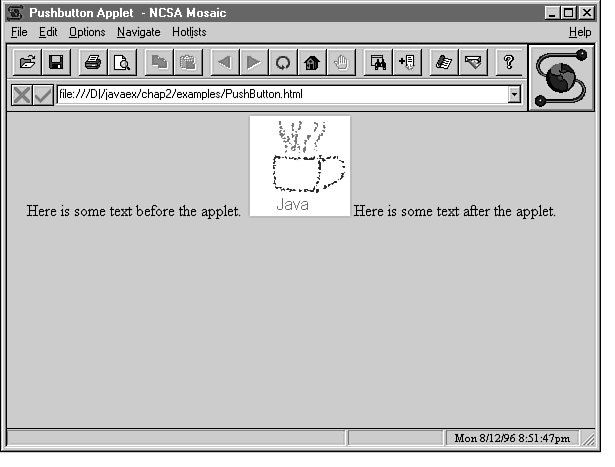 Pushbutton Applet - NCSA Mosaic
File Edit Options Navigate Hotlists Help
file:///D|/javaex/chap2/examples/PushButton.html
Java
Here is some text before the applet. Here is some text after the applet.
Mon 8/12/96 8:51:47pm